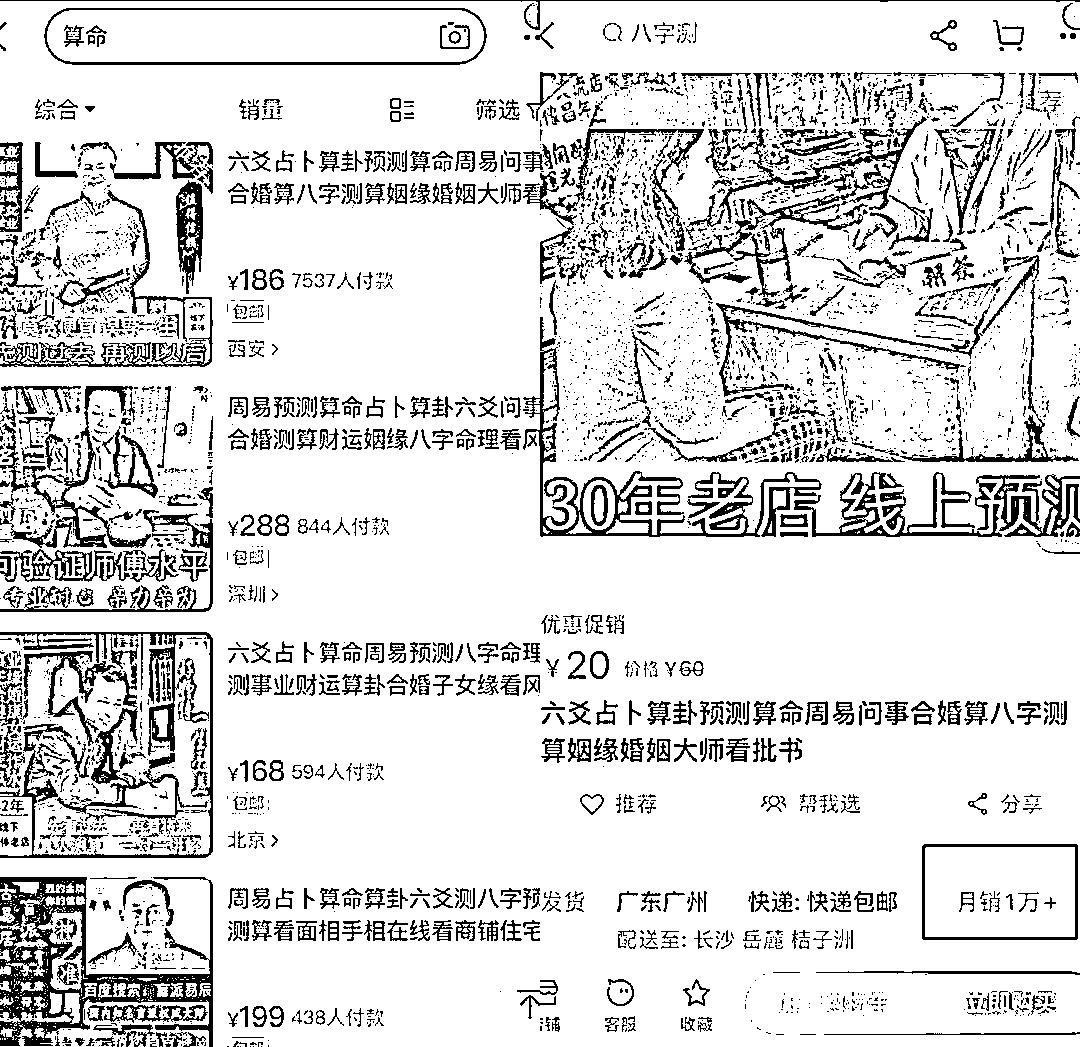 算命
综合
销量
筛选
六爻占卜算卦预测算命周易问事
合婚算八字测算姻缘婚姻大师看
¥186 7537人付款
包邮
西安
先测过去 再测以后
周易预测算命占卜算卦六爻问事
合婚测算财运姻缘八字命理看风
¥288 844人付款
包邮
深圳
可验证师傅水平
六爻占卜算命周易预测八字命理
测事业财运算卦合婚子女缘看风
¥168 594人付款
包邮
北京
周易占卜算命算卦六爻测八字预
测算看面相手相在线看商铺住宅
¥199 438人付款
八字测
30年老店 线上预测
优惠促销
¥20 价格 ¥60
六爻占卜算卦预测算命周易问事合婚算八字测
算姻缘婚姻大师看批书
推荐
帮我选
分享
发货
广东广州
快递: 快递包邮
月销1万+
配送至: 长沙 岳麓 桔子洲
客服
收藏
立即购买